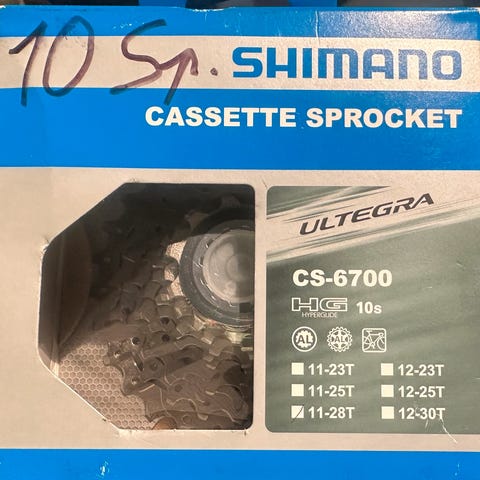 10 Sp. SHIMANO
CASSETTE SPROCKET
ULTEGRA
CS-6700
HG 10s
HYPERGLIDE
AL
11-23T 12-23T
11-25T 12-25T
11-28T 12-30T